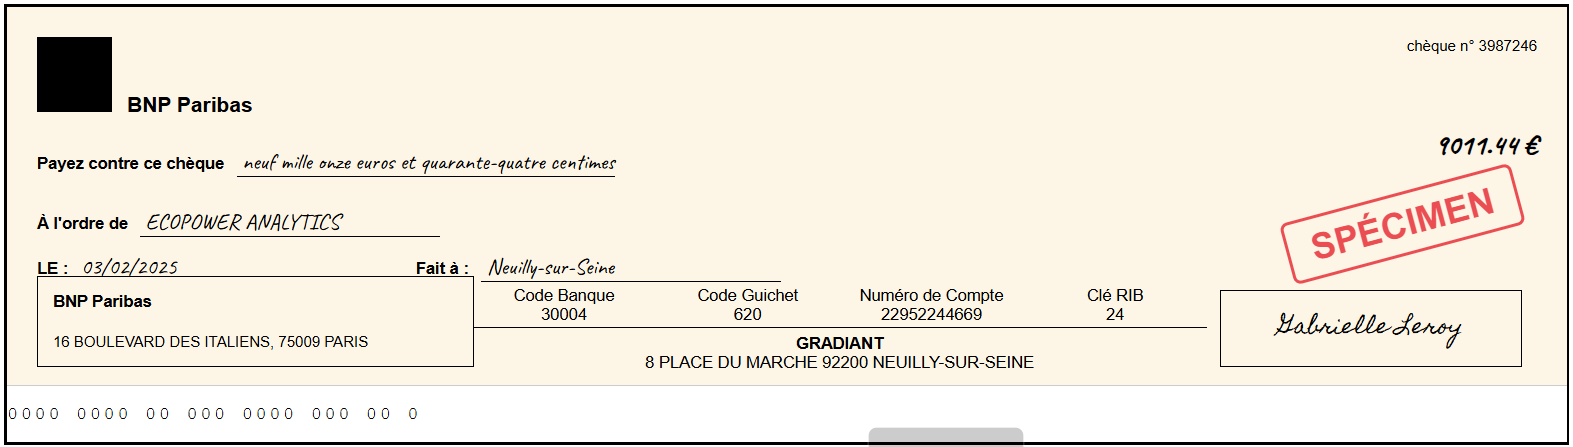 chèque n° 3987246
BNP Paribas
9011.44 €
Payez contre ce chèque neuf mille onze euros et quarante-quatre centimes
À l'ordre de ECOPOWER ANALYTICS
SPÉCIMEN
LE : 03/02/2025 Fait à : Neuilly-sur-Seine
BNP Paribas
16 BOULEVARD DES ITALIENS, 75009 PARIS
Code Banque Code Guichet Numéro de Compte Clé RIB
30004 620 22952244669 24
GRADIANT
8 PLACE DU MARCHE 92200 NEUILLY-SUR-SEINE
Gabrielle Leroy
0000 0000 00 000 0000 000 00 0